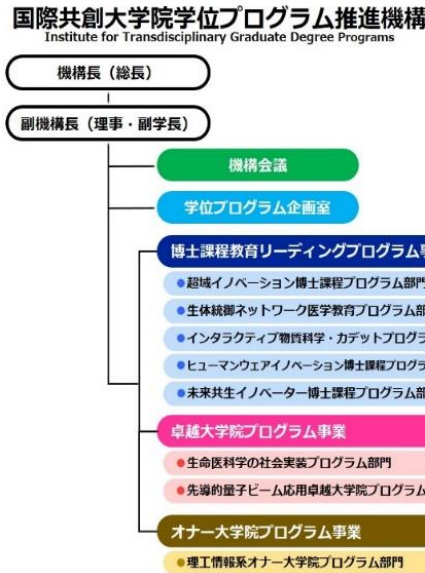 国際共創大学院学位プログラム推進機構
Institute for Transdisciplinary Graduate Degree Programs
機構長（総長）
副機構長（理事・副学長）
機構会議
学位プログラム企画室
博士課程教育リーディングプログラム事
●超域イノベーション博士課程プログラム部門
●生体統御ネットワーク医学教育プログラム部
●インタラクティブ物質科学・カデットプログラ
●ヒューマンウェアイノベーション博士課程プログラ
●未来共生イノベーター博士課程プログラム部
卓越大学院プログラム事業
●生命医科学の社会実装プログラム部門
●先導的量子ビーム応用卓越大学院プログラム
オナー大学院プログラム事業
●理工情報系オナー大学院プログラム部門